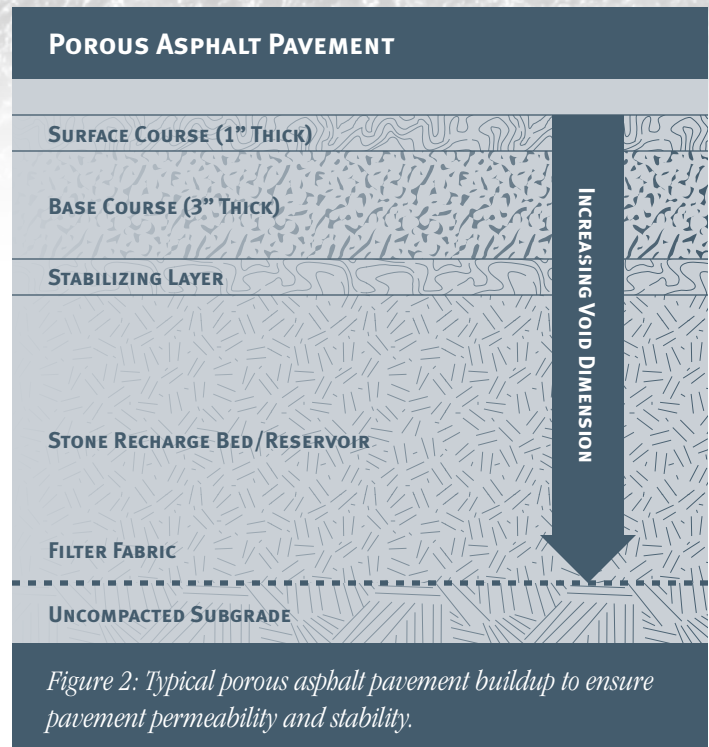 Porous Asphalt Pavement
Surface Course (1” Thick)
Base Course (3” Thick)
Stabilizing Layer
Increasing Void Dimension
Stone Recharge Bed/Reservoir
Filter Fabric
Uncompacted Subgrade
Figure 2: Typical porous asphalt pavement buildup to ensure
pavement permeability and stability.